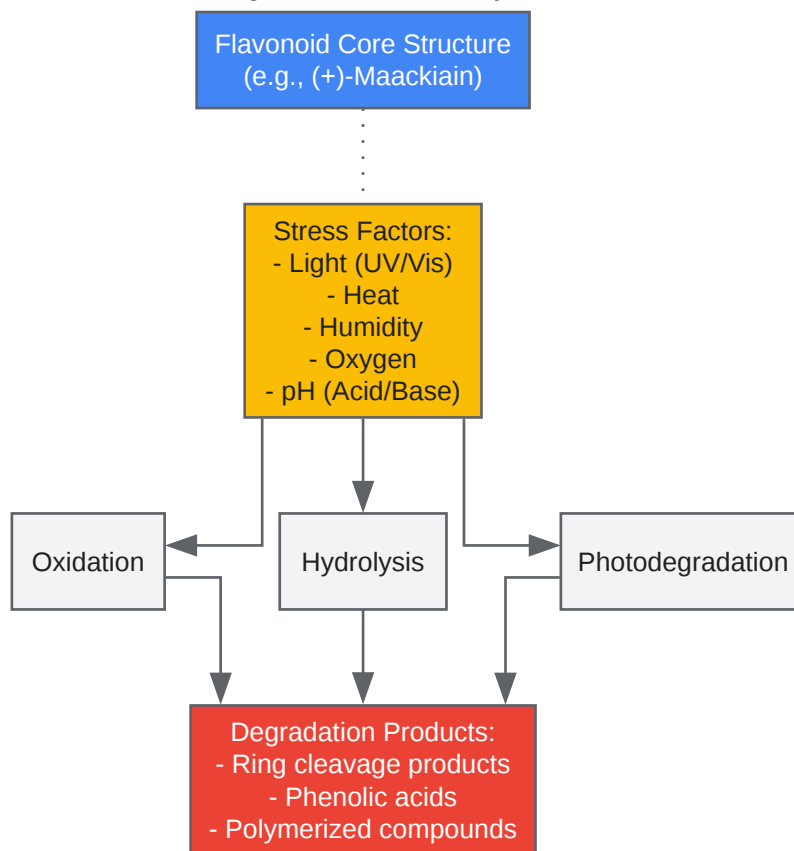 Flavonoid Core Structure
(e.g., (+)-Maackiain)
Stress Factors:
- Light (UV/Vis)
- Heat
- Humidity
- Oxygen
- pH (Acid/Base)
Oxidation
Hydrolysis
Photodegradation
Degradation Products:
- Ring cleavage products
- Phenolic acids
- Polymerized compounds